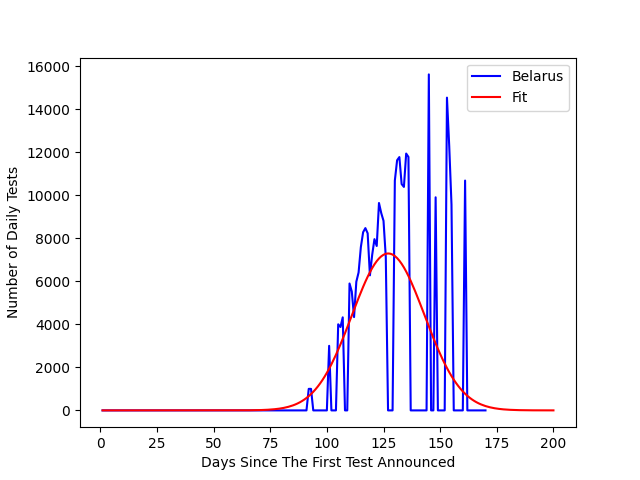 16000
14000
12000
10000
8000
6000
4000
2000
0
Number of Daily Tests
Belarus
Fit
0 25 50 75 100 125 150 175 200
Days Since The First Test Announced